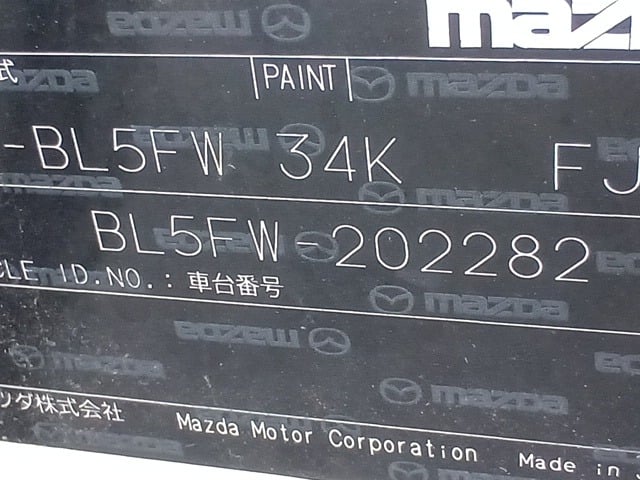 mazda
式 PAINT
-BL5FW 34K FJ
BL5FW-202282
CLE ID.NO.: 車台番号
ツダ株式会社 Mazda Motor Corporation Made in J